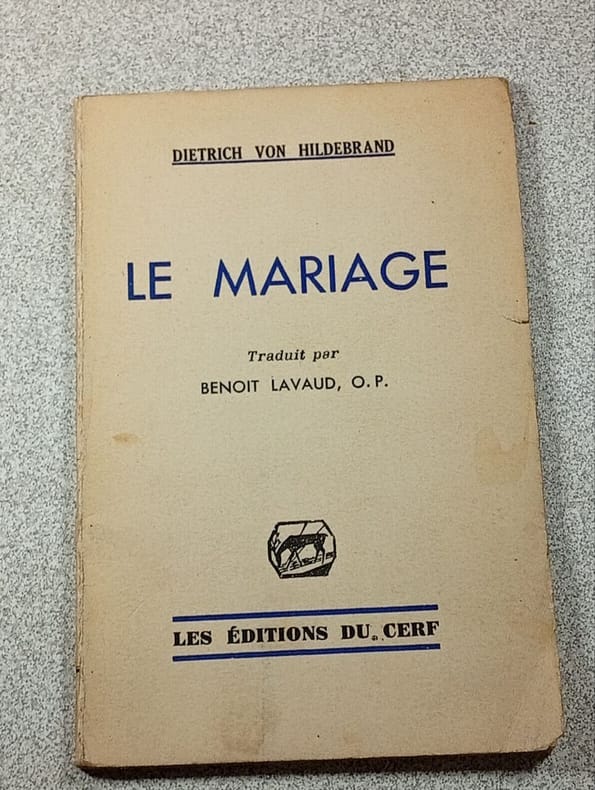 DIETRICH VON HILDEBRAND
LE MARIAGE
Traduit par
BENOIT LAVAUD, O. P.
LES ÉDITIONS DU CERF